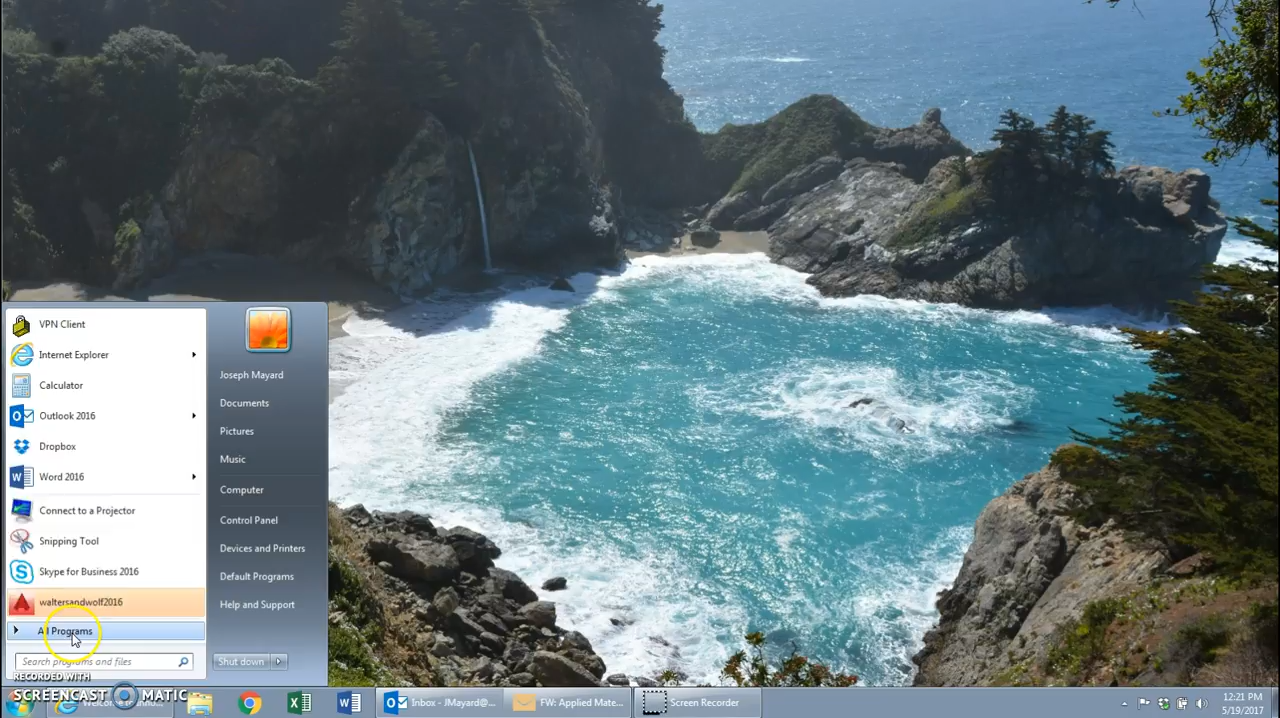 VPN Client
Internet Explorer
Calculator
Outlook 2016
Dropbox
Word 2016
Connect to a Projector
Snipping Tool
Skype for Business 2016
waltersandwolf2016
All Programs
Search programs and files
Joseph Mayard
Documents
Pictures
Music
Computer
Control Panel
Devices and Printers
Default Programs
Help and Support
Shut down
RECORDED WITH
SCREENCAST MATIC
Inbox - JMayard@...
FW: Applied Mate...
Screen Recorder
12:21 PM
5/19/2017